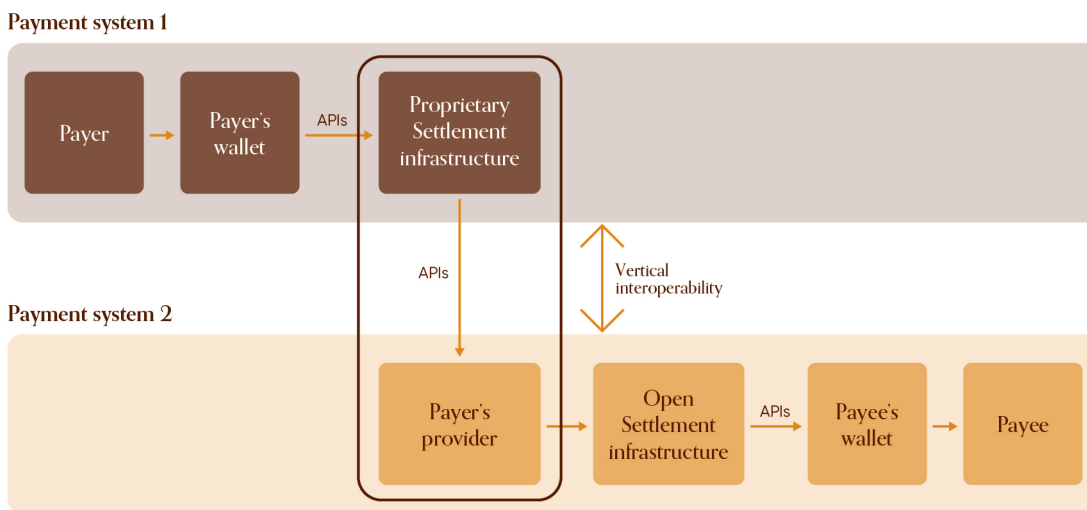 Payment system 1
Payer
Payer's
wallet
APIs
Proprietary
Settlement
infrastructure
APIs
Vertical
interoperability
Payment system 2
Payer's
provider
Open
Settlement
infrastructure
APIs
Payee's
wallet
Payee